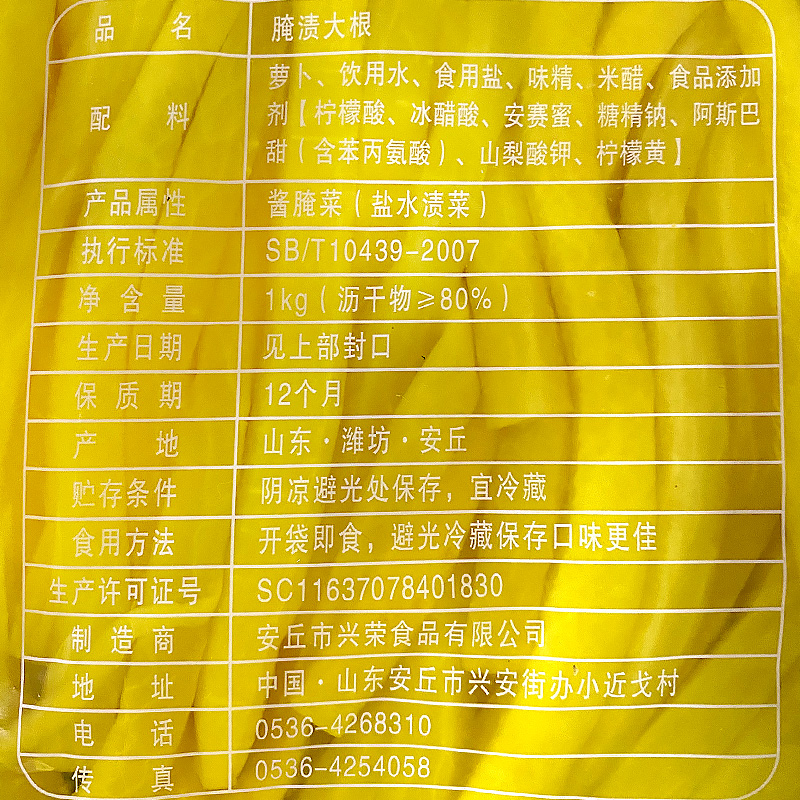 品 名 腌渍大根
配 料 萝卜、饮用水、食用盐、味精、米醋、食品添加
剂【柠檬酸、冰醋酸、安赛蜜、糖精钠、阿斯巴
甜（含苯丙氨酸）、山梨酸钾、柠檬黄】
产品属性 酱腌菜（盐水渍菜）
执行标准 SB/T10439-2007
净 含 量 1kg（沥干物≥80%）
生产日期 见上部封口
保 质 期 12个月
产 地 山东·潍坊·安丘
贮存条件 阴凉避光处保存，宜冷藏
食用方法 开袋即食，避光冷藏保存口味更佳
生产许可证号 SC11637078401830
制 造 商 安丘市兴荣食品有限公司
地 址 中国·山东安丘市兴安街办小近戈村
电 话 0536-4268310
传 真 0536-4254058